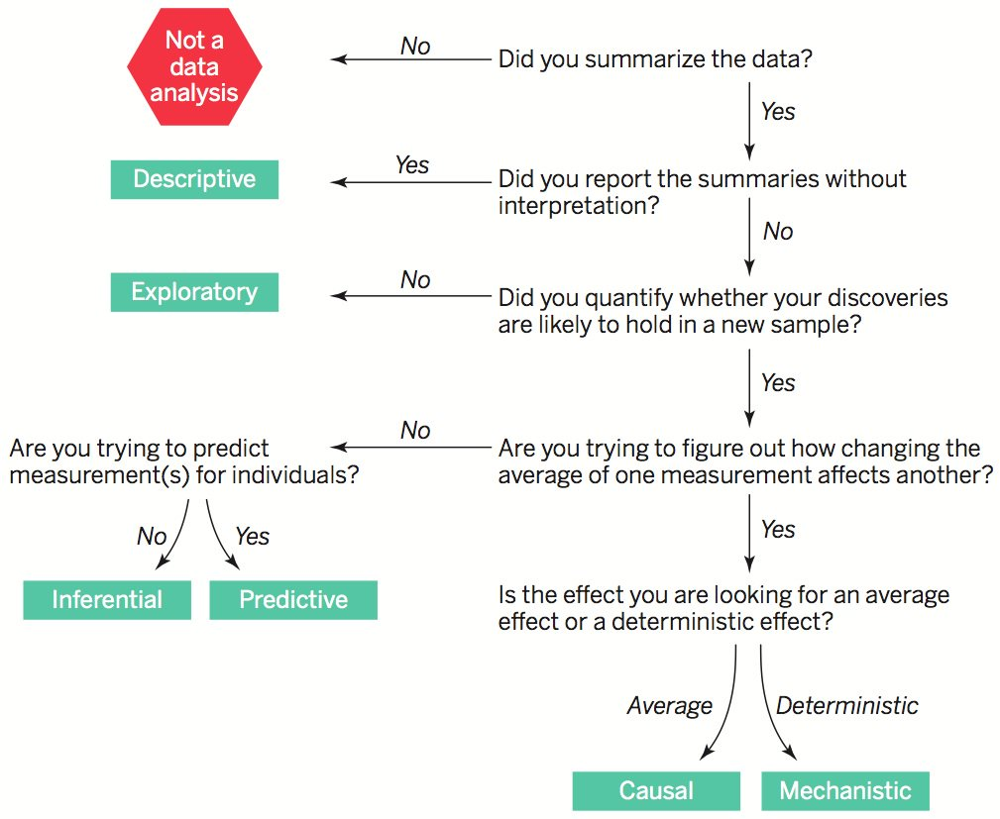 Not a
data
analysis
No
Did you summarize the data?
Yes
Descriptive
Yes
Did you report the summaries without
interpretation?
No
Exploratory
No
Did you quantify whether your discoveries
are likely to hold in a new sample?
Yes
Are you trying to predict
measurement(s) for individuals?
No
Are you trying to figure out how changing the
average of one measurement affects another?
No
Yes
Yes
Inferential
Predictive
Is the effect you are looking for an average
effect or a deterministic effect?
Average
Deterministic
Causal
Mechanistic